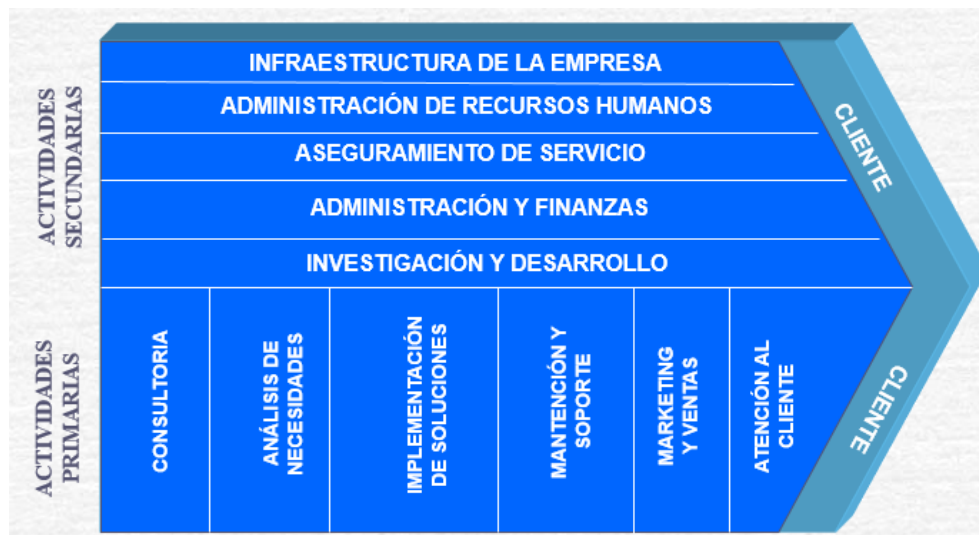 INFRAESTRUCTURA DE LA EMPRESA
ADMINISTRACIÓN DE RECURSOS HUMANOS
ASEGURAMIENTO DE SERVICIO
ADMINISTRACIÓN Y FINANZAS
INVESTIGACIÓN Y DESARROLLO
ACTIVIDADES
SECUNDARIAS
CLIENTE
ACTIVIDADES
PRIMARIAS
CONSULTORIA
ANÁLISIS DE
NECESIDADES
IMPLEMENTACIÓN
DE SOLUCIONES
MANTENCIÓN Y
SOPORTE
MARKETING
Y VENTAS
ATENCIÓN AL
CLIENTE
CLIENTE